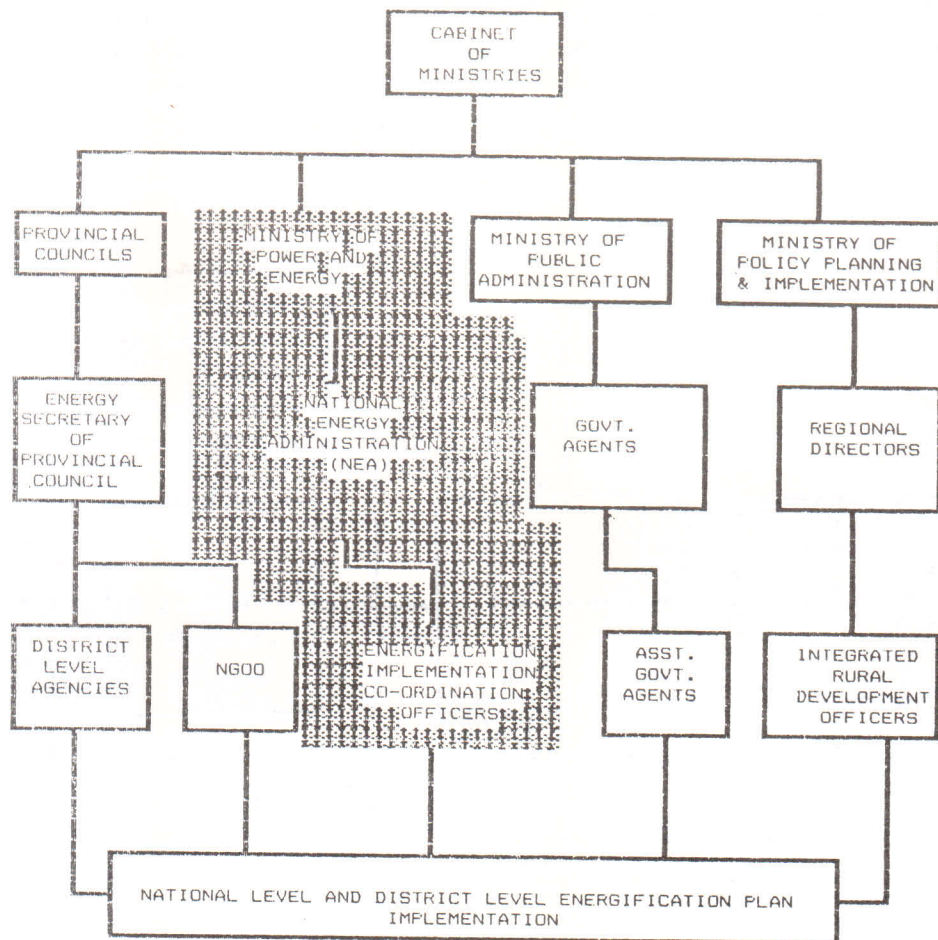 CABINET
OF
MINISTRIES
PROVINCIAL
COUNCILS
MINISTRY OF
POWER AND
ENERGY
MINISTRY OF
PUBLIC
ADMINISTRATION
MINISTRY OF
POLICY PLANNING
& IMPLEMENTATION
ENERGY
SECRETARY
OF
PROVINCIAL
COUNCIL
NATIONAL
ENERGY
ADMINISTRATION
(NEA)
GOVT.
AGENTS
REGIONAL
DIRECTORS
DISTRICT
LEVEL
AGENCIES
NGOO
ENERGIFICATION
IMPLEMENTATION
CO-ORDINATION
OFFICERS
ASST.
GOVT.
AGENTS
INTEGRATED
RURAL
DEVELOPMENT
OFFICERS
NATIONAL LEVEL AND DISTRICT LEVEL ENERGIFICATION PLAN
IMPLEMENTATION